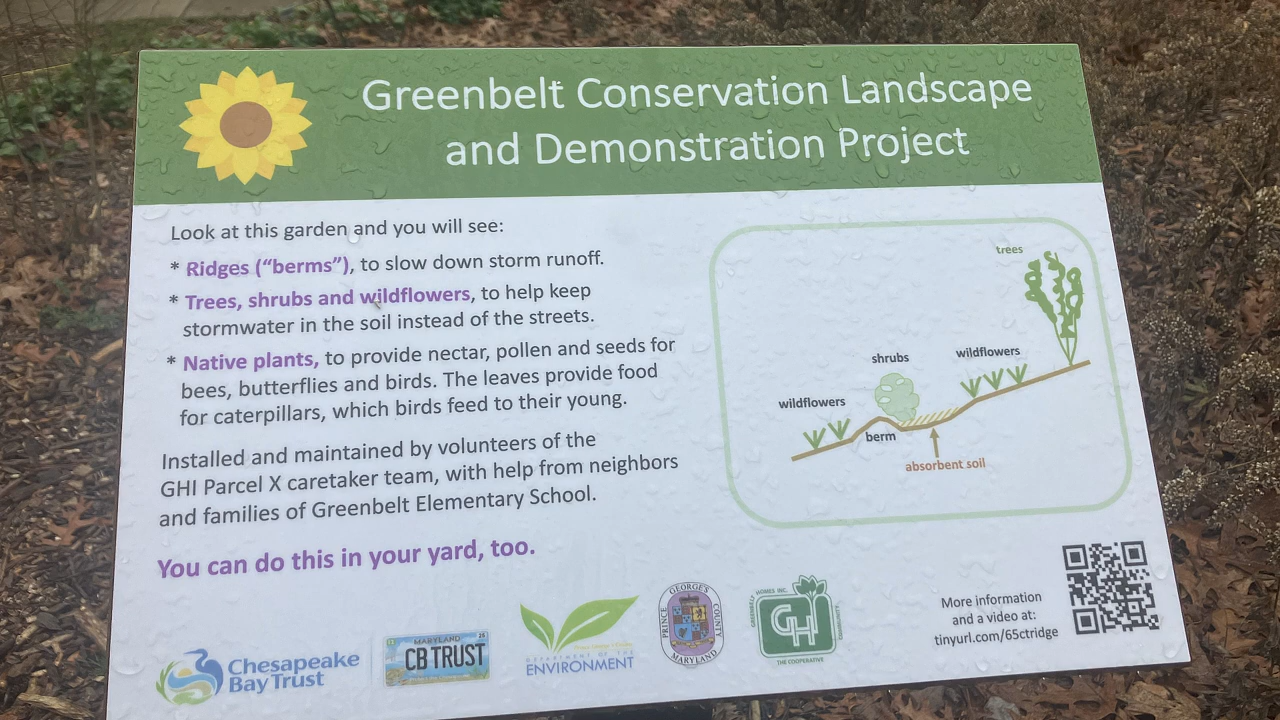 Greenbelt Conservation Landscape
and Demonstration Project
Look at this garden and you will see:
* Ridges (“berms”), to slow down storm runoff.
* Trees, shrubs and wildflowers, to help keep
stormwater in the soil instead of the streets.
* Native plants, to provide nectar, pollen and seeds for
bees, butterflies and birds. The leaves provide food
for caterpillars, which birds feed to their young.
Installed and maintained by volunteers of the
GHI Parcel X caretaker team, with help from neighbors
and families of Greenbelt Elementary School.
You can do this in your yard, too.
trees
shrubs
wildflowers
wildflowers
berm
absorbent soil
Chesapeake
Bay Trust
MARYLAND
CB TRUST
DEPARTMENT OF THE
ENVIRONMENT
PRINCE GEORGE'S COUNTY
MARYLAND
GREENBELT HOMES INC.
GHI
COMMUNITY
THE COOPERATIVE
More information
and a video at:
tinyurl.com/65ctridge